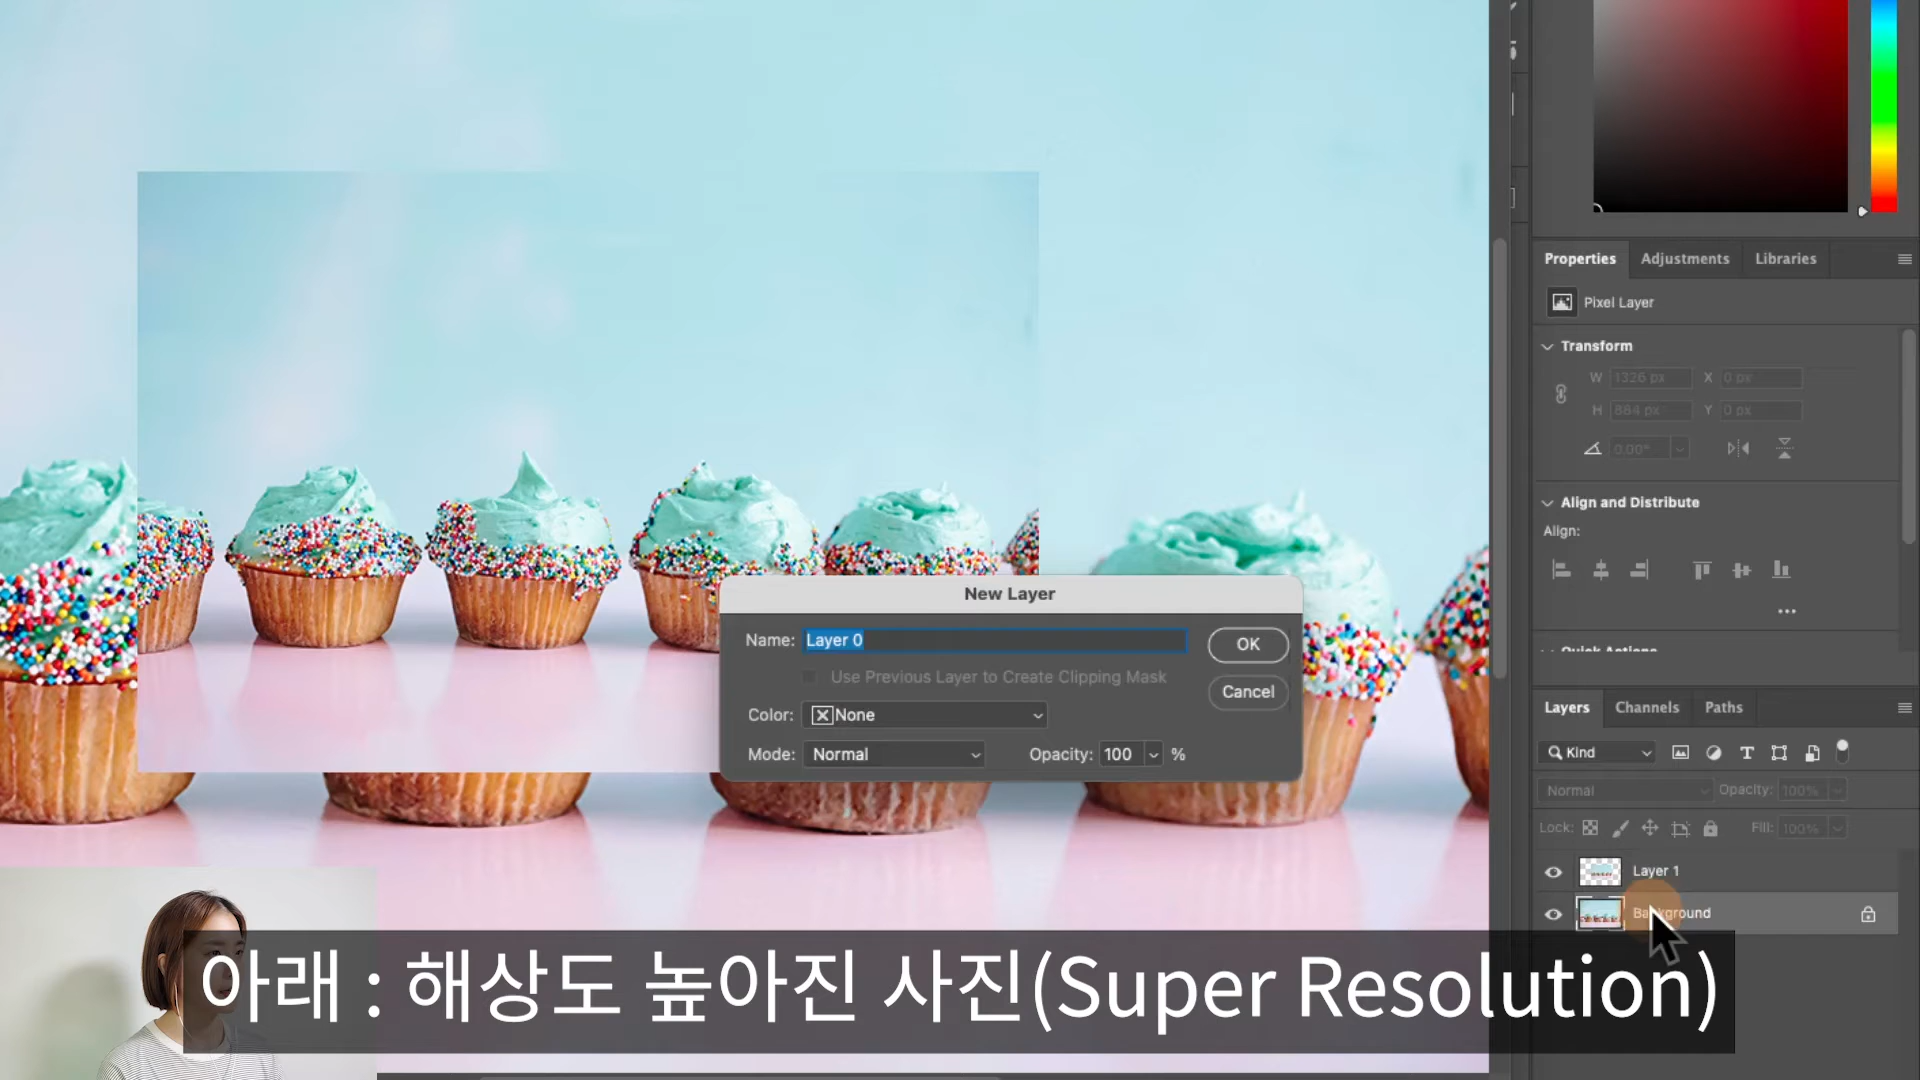 Properties
Adjustments
Libraries
Pixel Layer
Transform
W 1326 px X 0 px
H 884 px Y 0 px
0.00°
Align and Distribute
Align:
Quick Actions
New Layer
Name: Layer 0
OK
Use Previous Layer to Create Clipping Mask
Cancel
Color: None
Mode: Normal Opacity: 100 %
Layers
Channels
Paths
Kind
Normal Opacity: 100%
Lock: Fill: 100%
Layer 1
Background
아래 : 해상도 높아진 사진(Super Resolution)